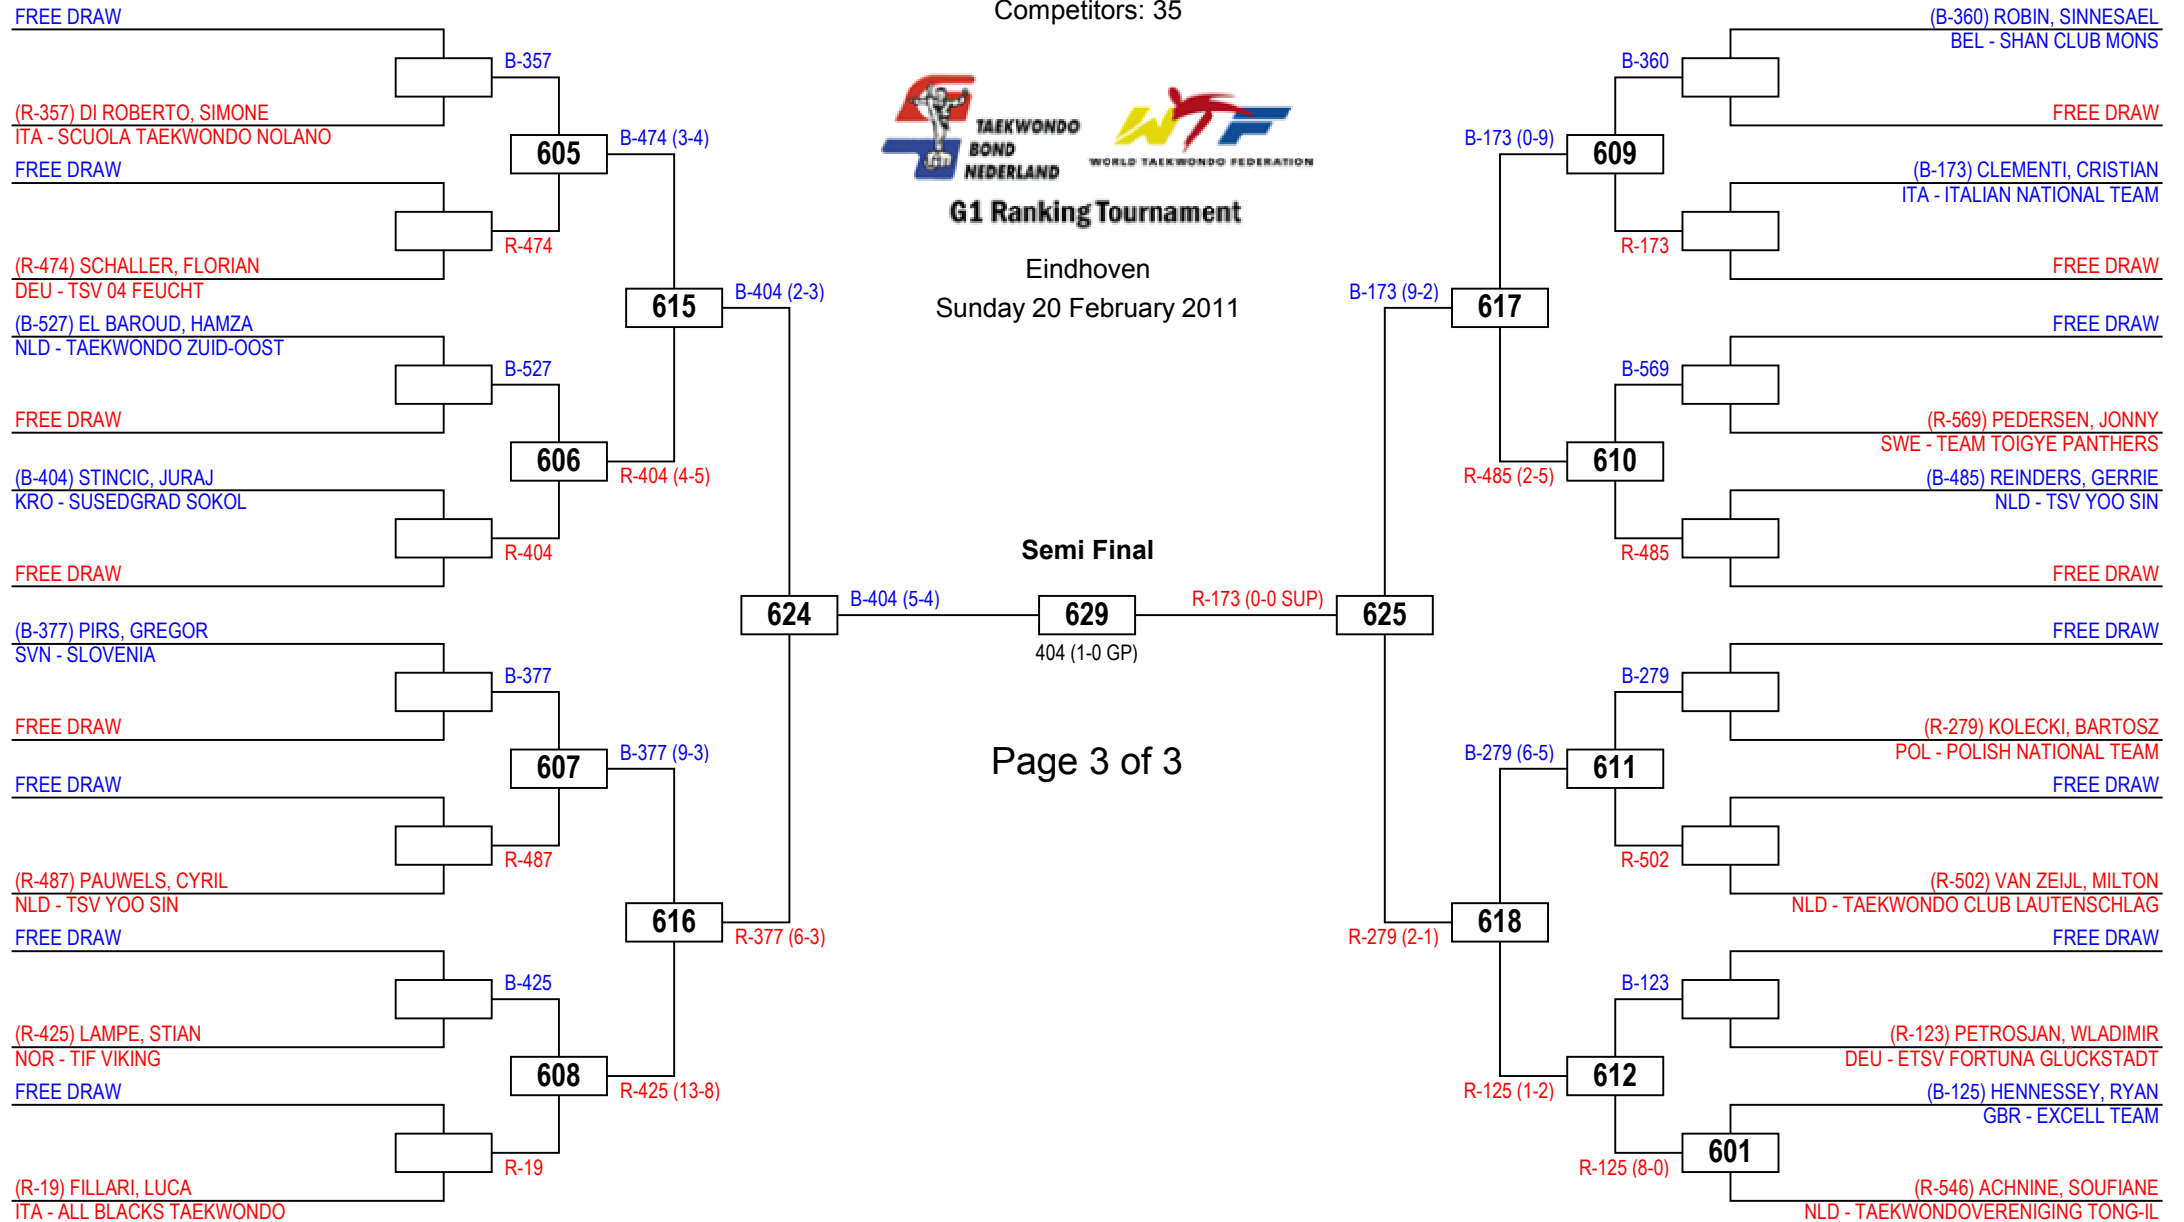 Competitors: 35
TAEKWONDO
BOND
NEDERLAND
WTF
WORLD TAEKWONDO FEDERATION
G1 Ranking Tournament
Eindhoven
Sunday 20 February 2011
FREE DRAW
B-357
(R-357) DI ROBERTO, SIMONE
ITA - SCUOLA TAEKWONDO NOLANO
605
B-474 (3-4)
FREE DRAW
R-474
(R-474) SCHALLER, FLORIAN
DEU - TSV 04 FEUCHT
615
B-404 (2-3)
(B-527) EL BAROUD, HAMZA
NLD - TAEKWONDO ZUID-OOST
B-527
FREE DRAW
606
R-404 (4-5)
(B-404) STINCIC, JURAJ
KRO - SUSEDGRAD SOKOL
R-404
FREE DRAW
624
B-404 (5-4)
(B-377) PIRS, GREGOR
SVN - SLOVENIA
B-377
FREE DRAW
607
B-377 (9-3)
FREE DRAW
R-487
(R-487) PAUWELS, CYRIL
NLD - TSV YOO SIN
616
R-377 (6-3)
FREE DRAW
B-425
(R-425) LAMPE, STIAN
NOR - TIF VIKING
608
R-425 (13-8)
FREE DRAW
R-19
(R-19) FILLARI, LUCA
ITA - ALL BLACKS TAEKWONDO
Semi Final
629
404 (1-0 GP)
Page 3 of 3
(B-360) ROBIN, SINNESAEL
BEL - SHAN CLUB MONS
B-360
FREE DRAW
B-173 (0-9)
609
(B-173) CLEMENTI, CRISTIAN
ITA - ITALIAN NATIONAL TEAM
R-173
FREE DRAW
B-173 (9-2)
617
FREE DRAW
B-569
(R-569) PEDERSEN, JONNY
SWE - TEAM TOIGYE PANTHERS
R-485 (2-5)
610
(B-485) REINDERS, GERRIE
NLD - TSV YOO SIN
R-485
FREE DRAW
R-173 (0-0 SUP)
625
FREE DRAW
B-279
(R-279) KOLECKI, BARTOSZ
POL - POLISH NATIONAL TEAM
B-279 (6-5)
611
FREE DRAW
R-502
(R-502) VAN ZEIJL, MILTON
NLD - TAEKWONDO CLUB LAUTENSCHLAG
R-279 (2-1)
618
FREE DRAW
B-123
(R-123) PETROSJAN, WLADIMIR
DEU - ETSV FORTUNA GLÜCKSTADT
R-125 (1-2)
612
(B-125) HENNESSEY, RYAN
GBR - EXCELL TEAM
R-125 (8-0)
601
(R-546) ACHNINE, SOUFIANE
NLD - TAEKWONDOVERENIGING TONG-IL